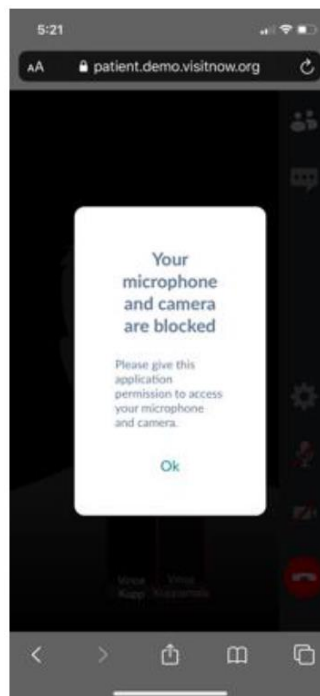 5:21
AA patient.demo.visitnow.org
Your
microphone
and camera
are blocked
Please give this
application
permission to access
your microphone
and camera.
Ok